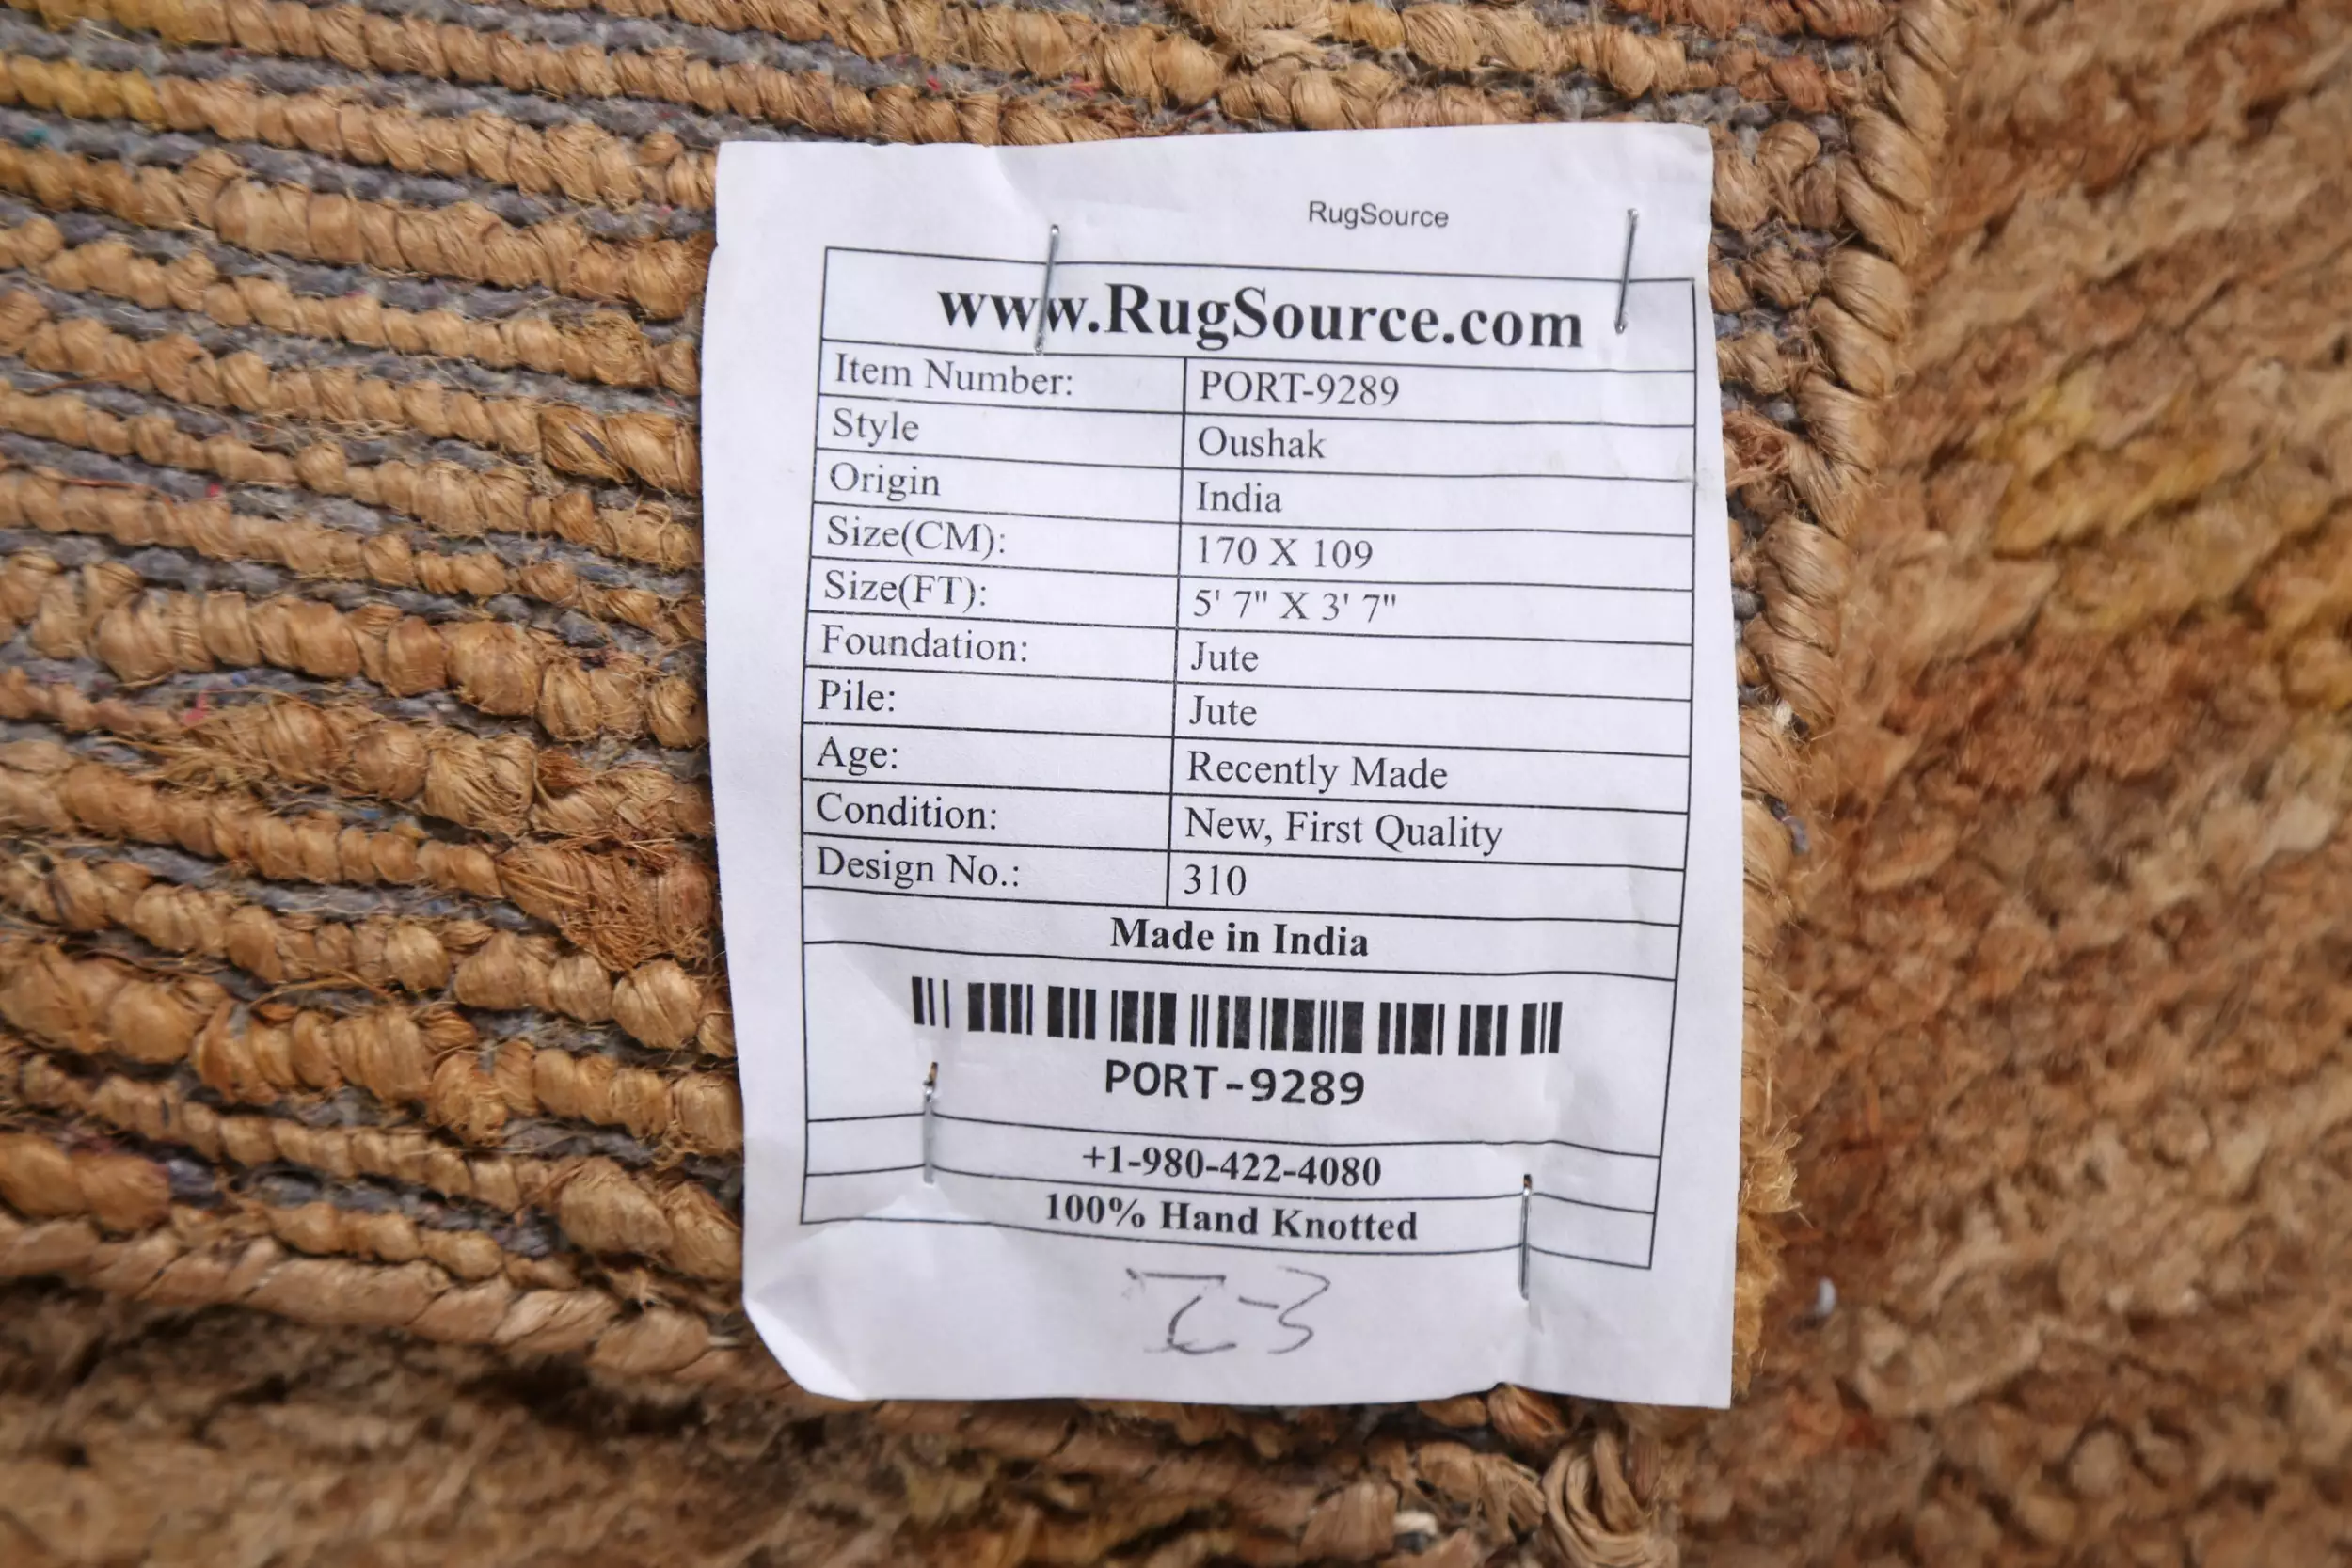 RugSource
www.RugSource.com
Item Number: PORT-9289
Style Oushak
Origin India
Size(CM): 170 X 109
Size(FT): 5' 7" X 3' 7"
Foundation: Jute
Pile: Jute
Age: Recently Made
Condition: New, First Quality
Design No.: 310
Made in India
PORT-9289
+1-980-422-4080
100% Hand Knotted
I-3